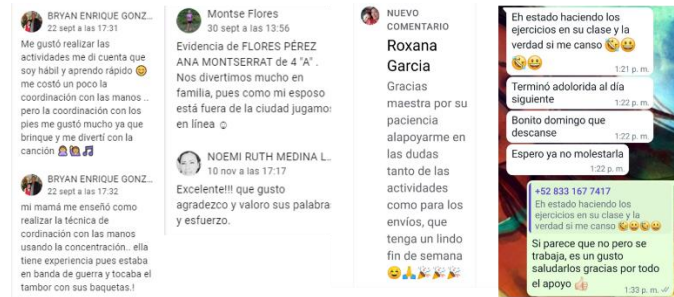 BRYAN ENRIQUE GONZ...
22 sept a las 17:31
Me gustó realizar las
actividades me di cuenta que
soy hábil y aprendo rápido 😊
me costó un poco la
coordinación con las manos ..
pero la coordinación con los
pies me gustó mucho ya que
brinque y me divertí con la
canción 🙇🙋🎵
BRYAN ENRIQUE GONZ...
22 sept a las 17:32
mi mamá me enseñó como
realizar la técnica de
cordinación con las manos
usando la concentración.. ella
tiene experiencia pues estaba
en banda de guerra y tocaba el
tambor con sus baquetas.!
Montse Flores
30 sept a las 13:56
Evidencia de FLORES PÉREZ
ANA MONTSERRAT de 4 "A" .
Nos divertimos mucho en
familia, pues como mi esposo
está fuera de la ciudad jugamos
en línea ☺
NOEMI RUTH MEDINA L...
10 nov a las 17:17
Excelente!!! que gusto
agradezco y valoro sus palabras
y esfuerzo.
NUEVO
COMENTARIO
Roxana
Garcia
Gracias
maestra por su
paciencia
alapoyarme en
las dudas
tanto de las
actividades
como para los
envíos, que
tenga un lindo
fin de semana
☺🙏🎉🎉🎉
Eh estado haciendo los
ejercicios en su clase y la
verdad si me canso 🤣😀
🤣😀
1:21 p. m.
Terminó adolorida al día
siguiente
1:22 p. m.
Bonito domingo que
descanse
1:22 p. m.
Espero ya no molestarla
1:22 p. m.
+52 833 167 7417
Eh estado haciendo los
ejercicios en su clase y la
verdad si me canso 🤣😀🤣😀
Si parece que no pero se
trabaja, es un gusto
saludarlos gracias por todo
el apoyo 👍🏻
1:33 p. m.